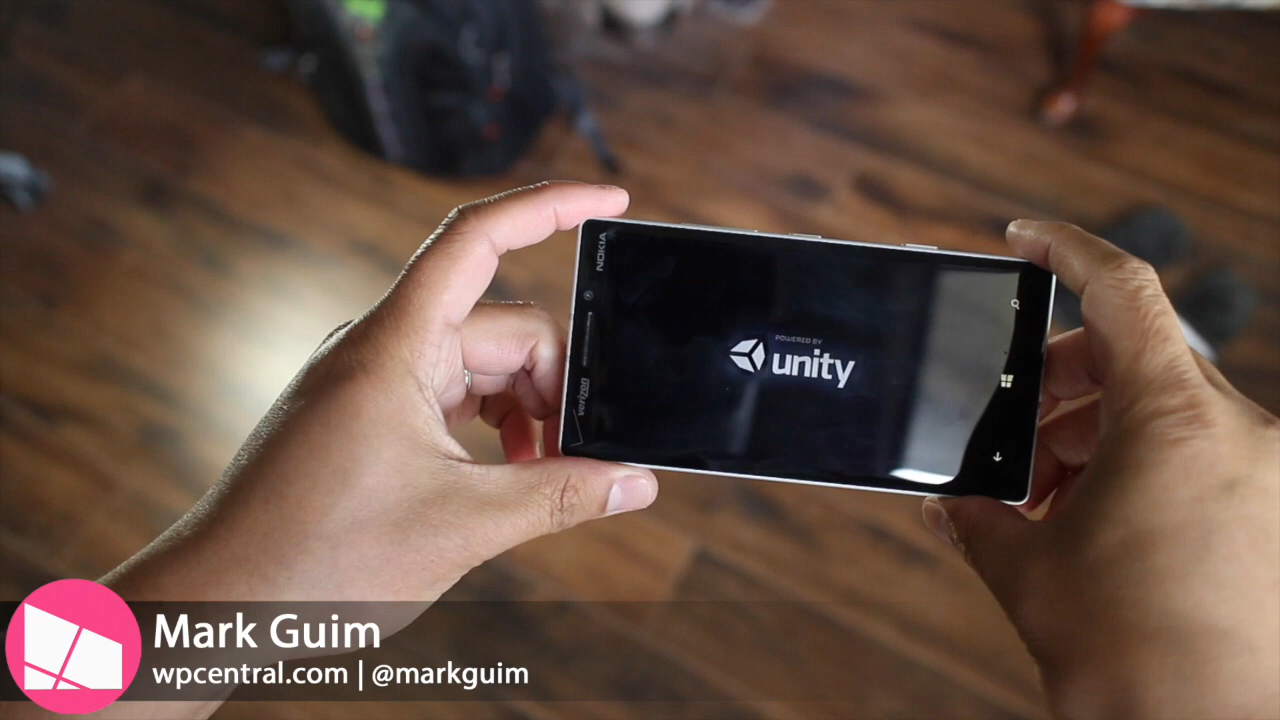 NOKIA
verizon
POWERED BY
unity
Mark Guim
wpcentral.com | @markguim